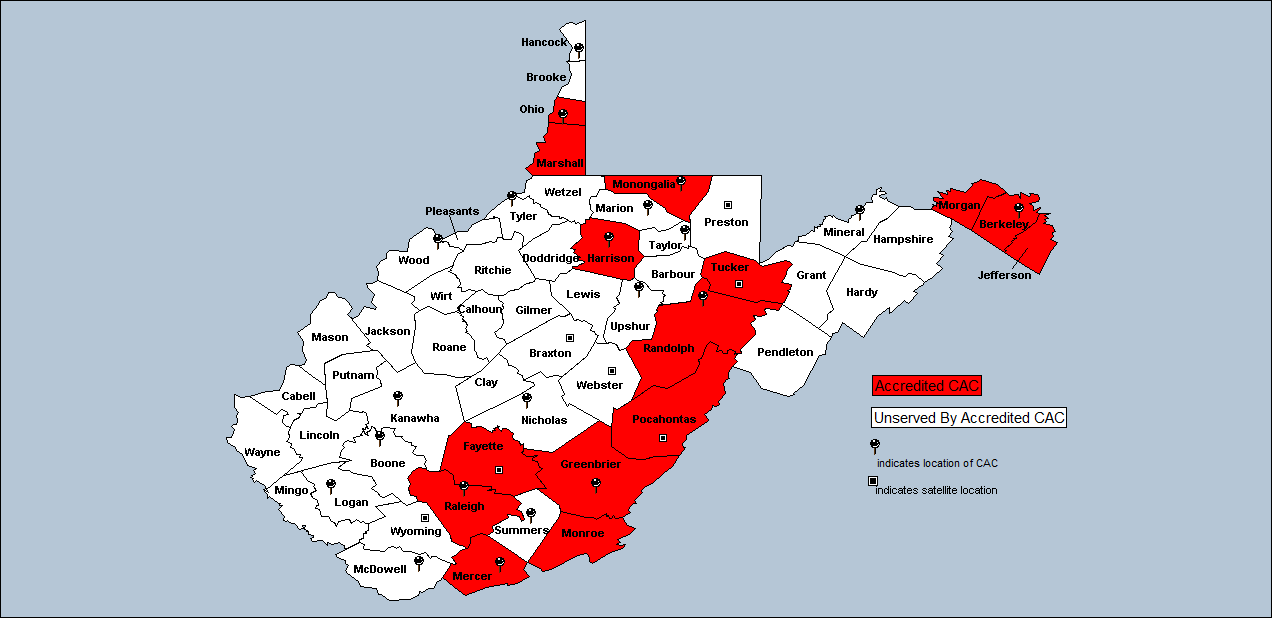 Hancock
Brooke
Ohio
Marshall
Wetzel
Monongalia
Marion
Preston
Pleasants
Tyler
Morgan
Berkeley
Jefferson
Mineral
Hampshire
Wood
Doddridge
Harrison
Taylor
Ritchie
Barbour
Tucker
Grant
Hardy
Wirt
Calhoun
Gilmer
Lewis
Upshur
Jackson
Mason
Roane
Braxton
Randolph
Pendleton
Putnam
Clay
Webster
Cabell
Kanawha
Nicholas
Pocahontas
Lincoln
Wayne
Boone
Fayette
Greenbrier
Mingo
Logan
Raleigh
Wyoming
Summers
Monroe
McDowell
Mercer
Accredited CAC
Unserved By Accredited CAC
indicates location of CAC
indicates satellite location